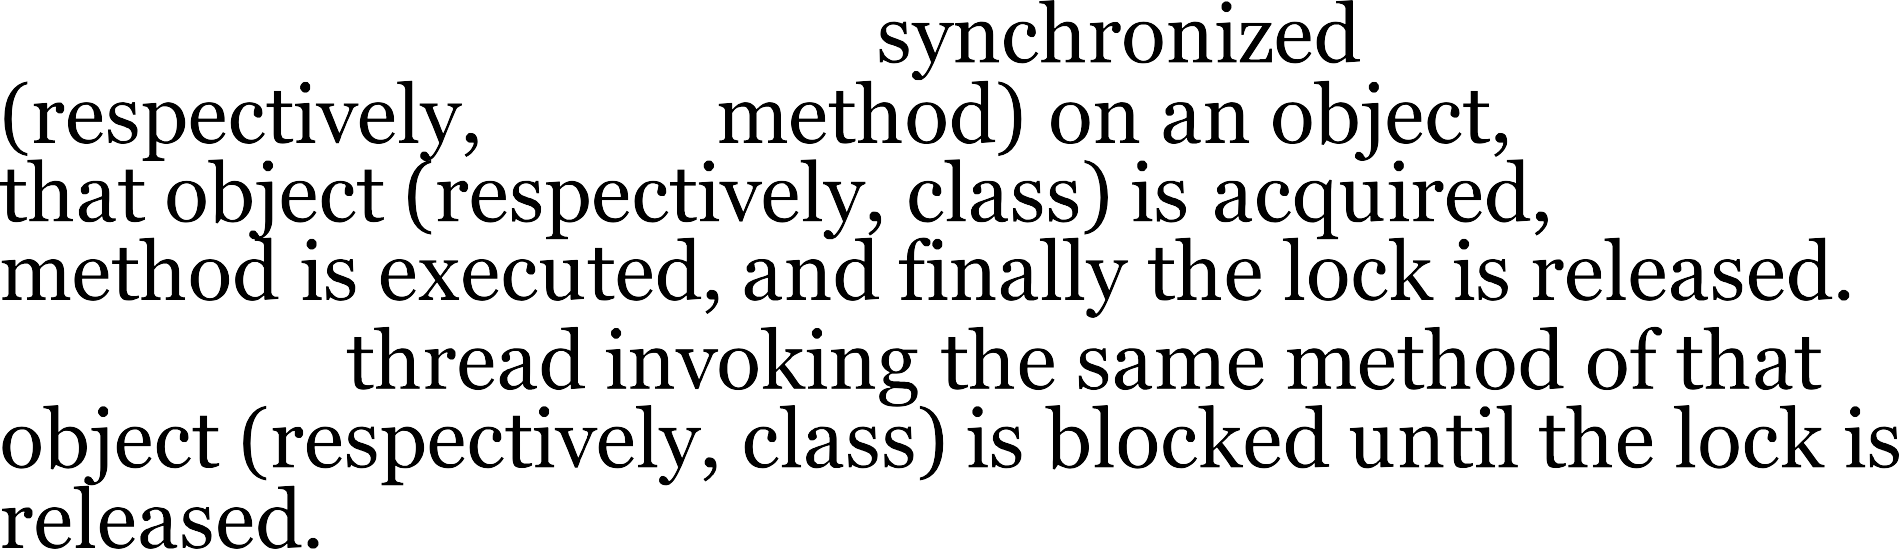 synchronized
(respectively, method) on an object,
that object (respectively, class) is acquired,
method is executed, and finally the lock is released.
thread invoking the same method of that
object (respectively, class) is blocked until the lock is
released.